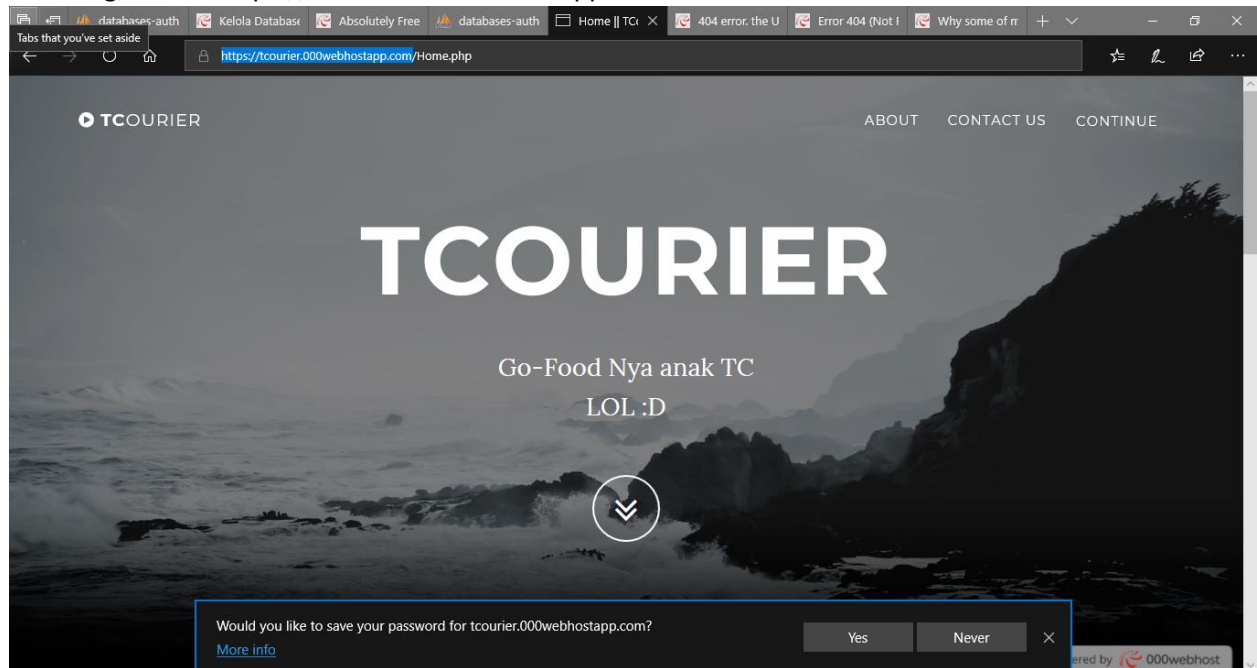 databases-auth
Kelola Database
Absolutely Free
databases-auth
Home || TCo
404 error. the U
Error 404 (Not F
Why some of m
Tabs that you've set aside
https://tcourier.000webhostapp.com/Home.php
TCOURIER
ABOUT
CONTACT US
CONTINUE
TCOURIER
Go-Food Nya anak TC
LOL :D
Would you like to save your password for tcourier.000webhostapp.com?
More info
Yes
Never
ered by 000webhost